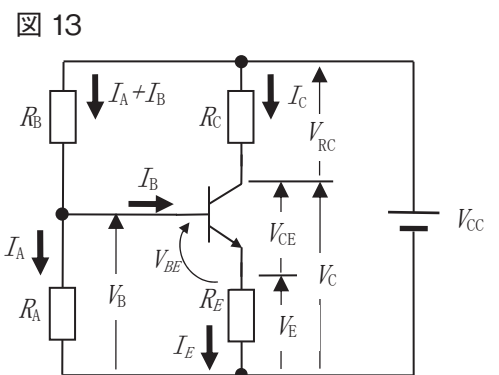 図 13
I_A+I_B
I_C
R_B
R_C
V_RC
I_B
I_A
V_BE
V_CE
V_CC
V_B
V_C
R_A
R_E
V_E
I_E